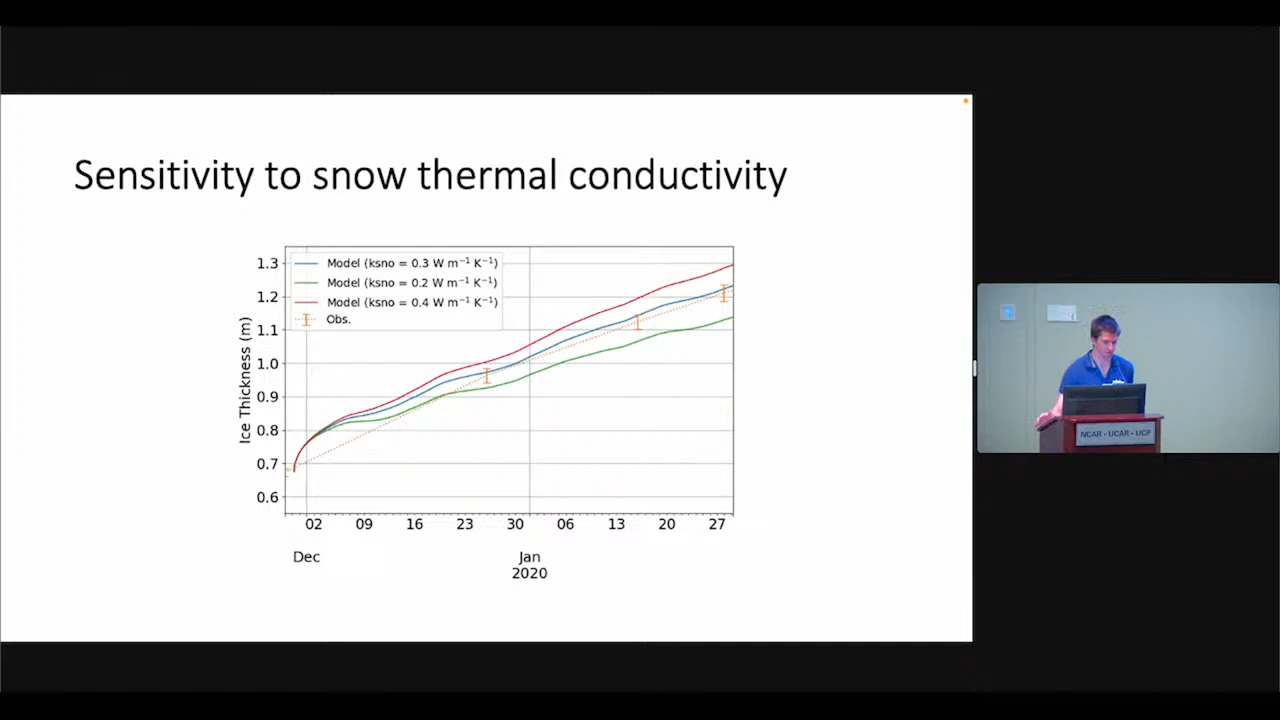 Sensitivity to snow thermal conductivity
Model (ksno = 0.3 W m⁻¹ K⁻¹)
Model (ksno = 0.2 W m⁻¹ K⁻¹)
Model (ksno = 0.4 W m⁻¹ K⁻¹)
Obs.
Ice Thickness (m)
1.3
1.2
1.1
1.0
0.9
0.8
0.7
0.6
02 09 16 23 30 06 13 20 27
Dec Jan
2020
NCAR • UCAR • UCP